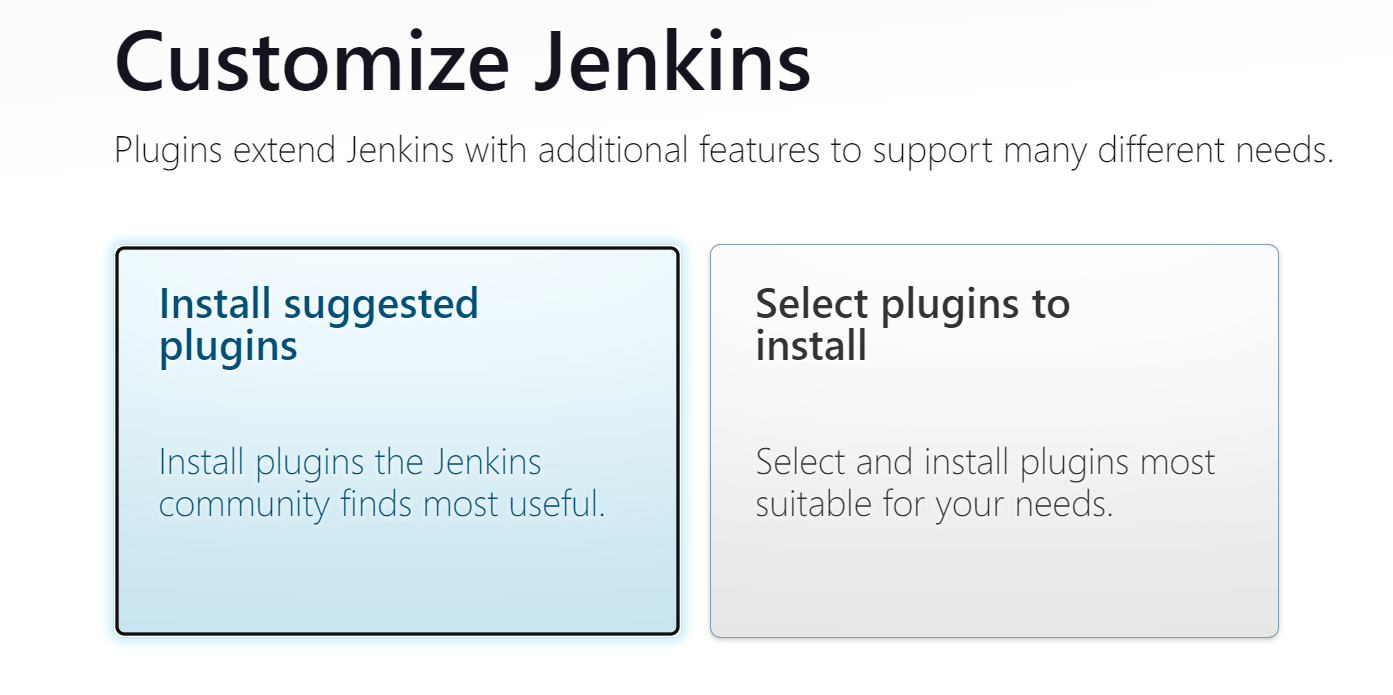 Customize Jenkins
Plugins extend Jenkins with additional features to support many different needs.
Install suggested
plugins
Install plugins the Jenkins
community finds most useful.
Select plugins to
install
Select and install plugins most
suitable for your needs.